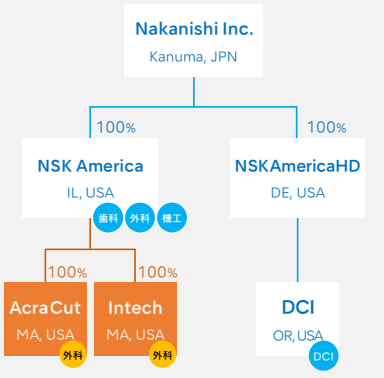 Nakanishi Inc.
Kanuma, JPN
100%
100%
NSK America
IL, USA
歯科
外科
機工
NSKAmericaHD
DE, USA
100%
100%
AcraCut
MA, USA
外科
Intech
MA, USA
外科
DCI
OR, USA
DCI